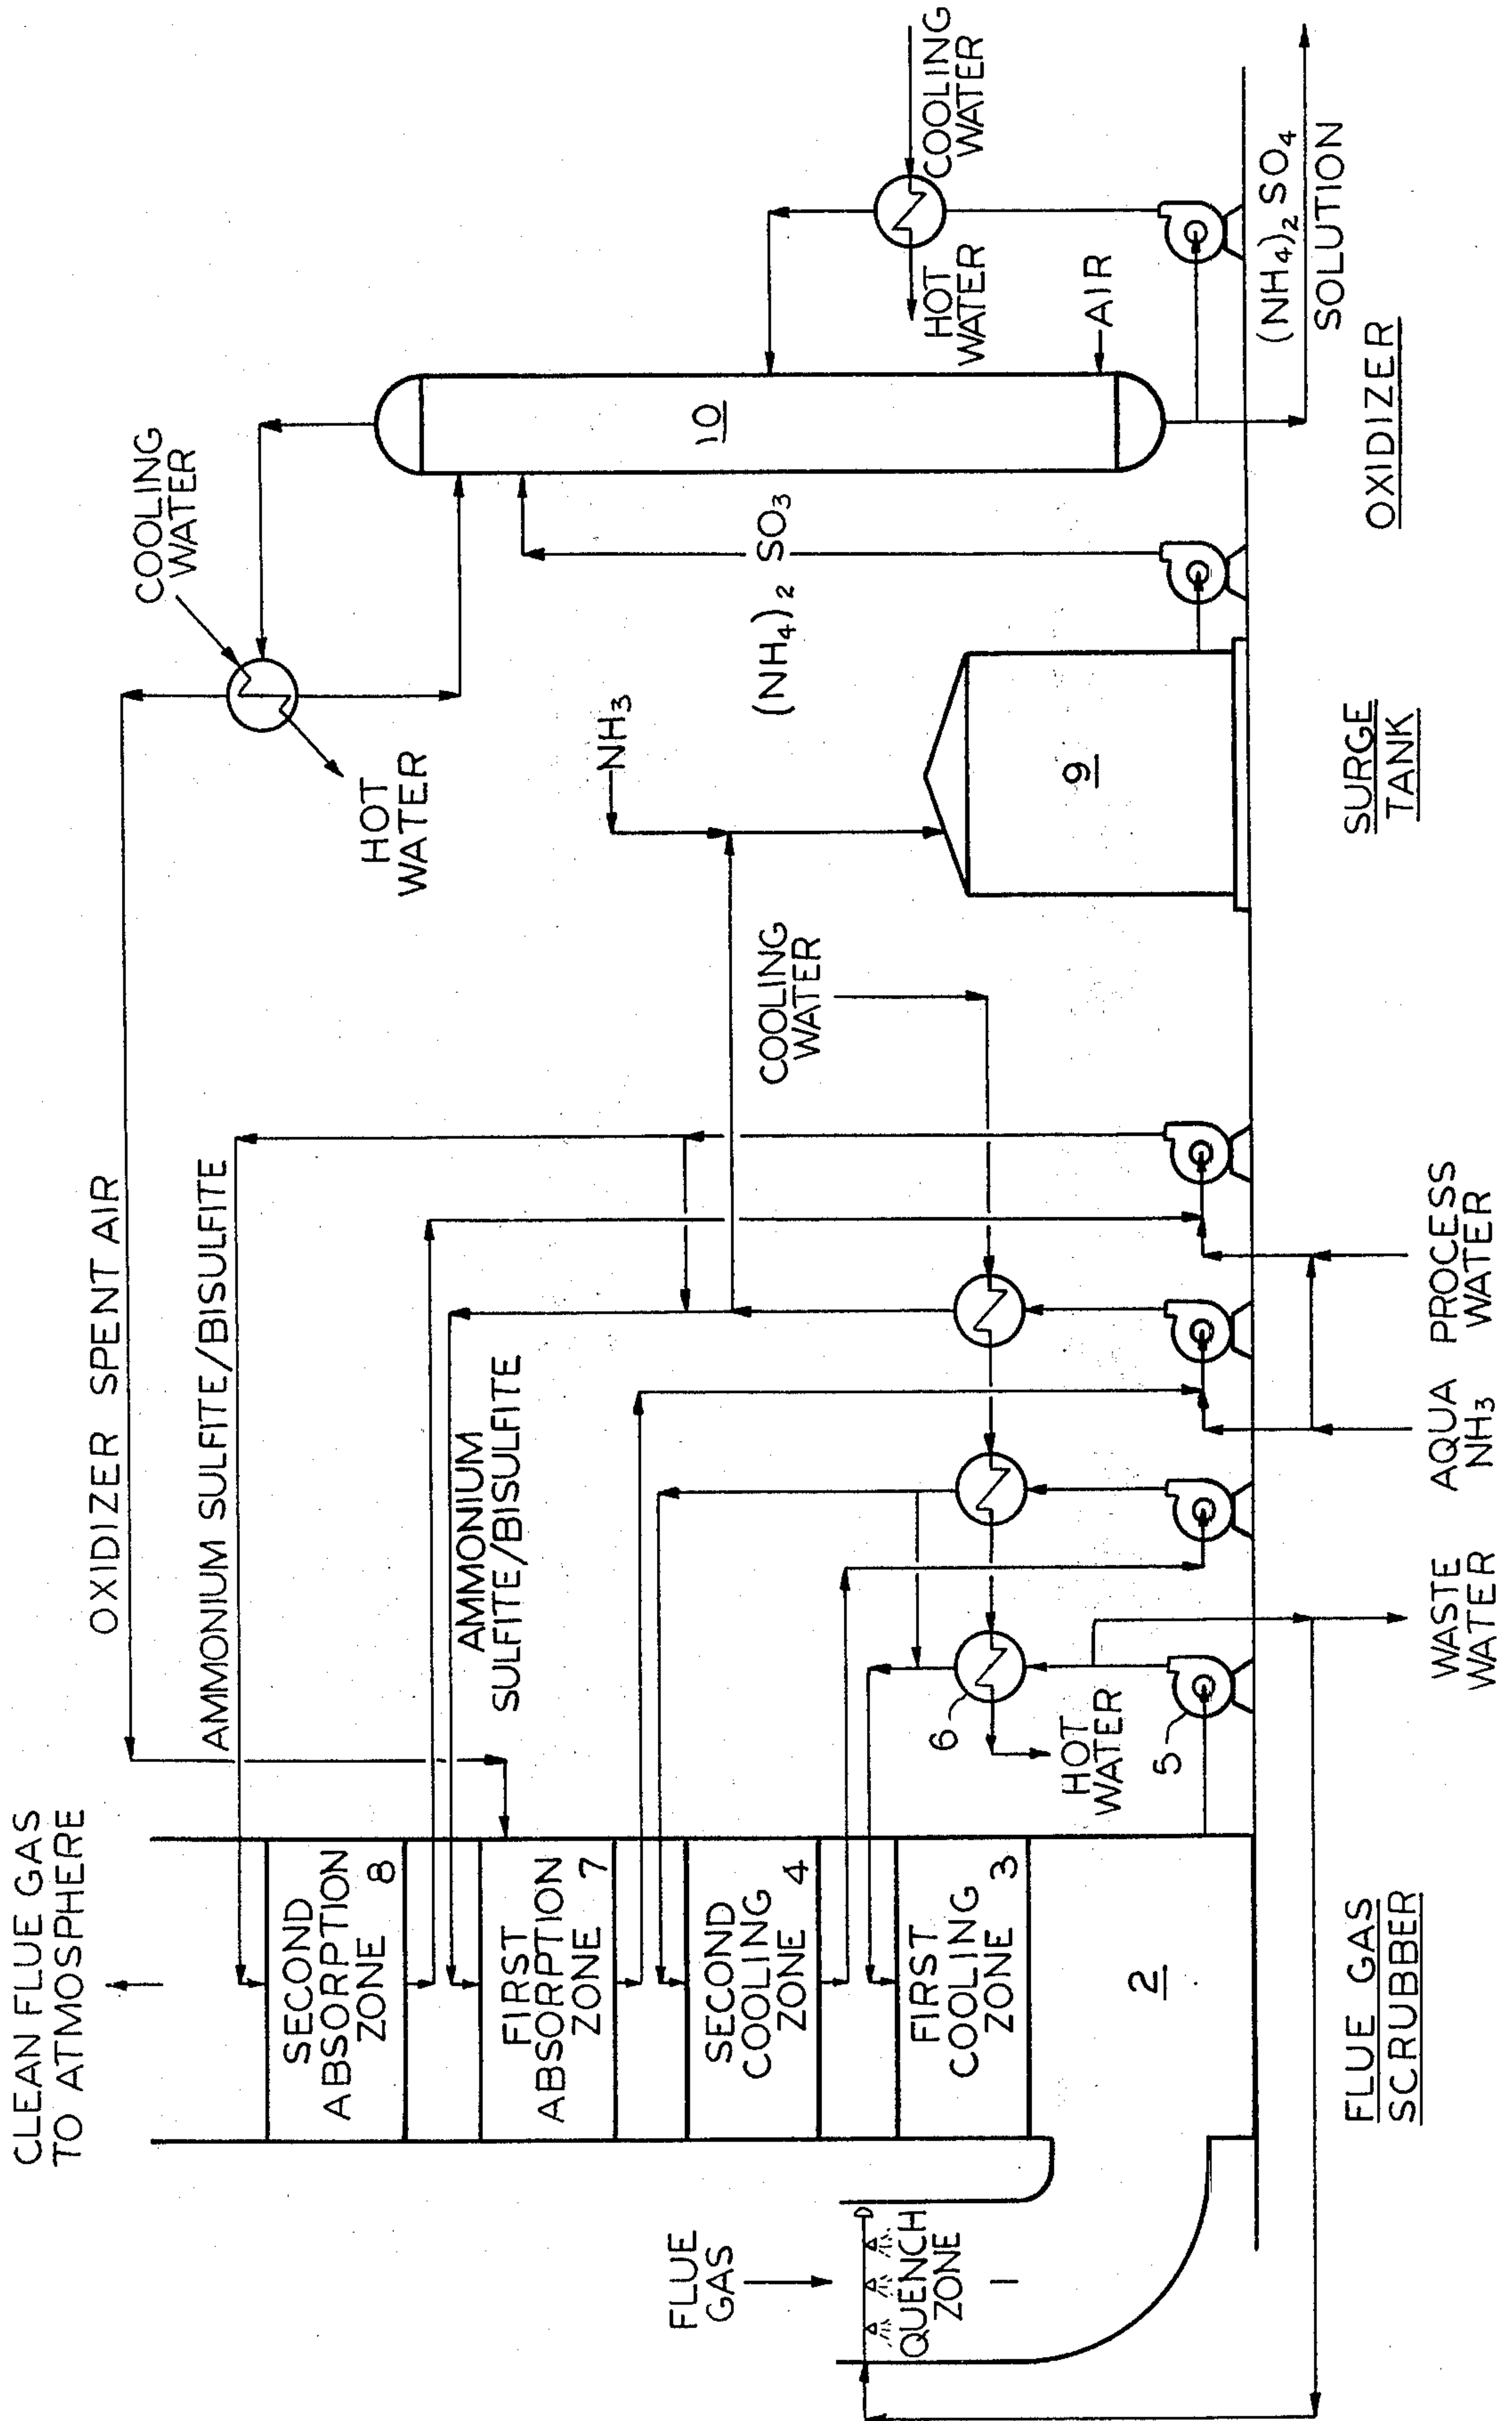 CLEAN FLUE GAS
TO ATMOSPHERE
OXIDIZER SPENT AIR
AMMONIUM SULFITE/BISULFITE
AMMONIUM
SULFITE/BISULFITE
SECOND
ABSORPTION
ZONE 8
FIRST
ABSORPTION
ZONE 7
SECOND
COOLING
ZONE 4
FIRST
COOLING
ZONE 3
2
FLUE
GAS
QUENCH
ZONE
1
FLUE GAS
SCRUBBER
5
6
HOT
WATER
WASTE
WATER
AQUA
NH3
PROCESS
WATER
COOLING
WATER
NH3
9
SURGE
TANK
(NH4)2 SO3
COOLING
WATER
HOT
WATER
10
OXIDIZER
AIR
HOT
WATER
COOLING
WATER
(NH4)2 SO4
SOLUTION